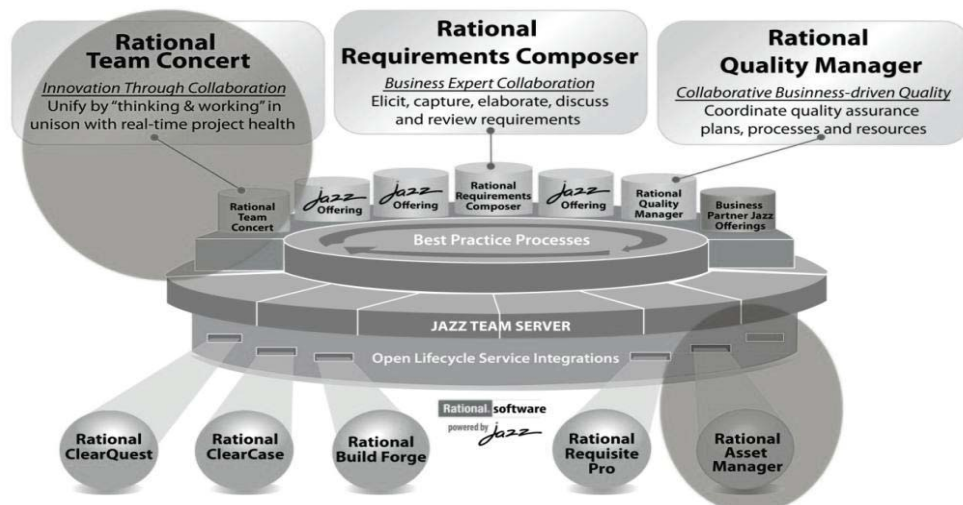 Rational
Team Concert
Innovation Through Collaboration
Unify by "thinking & working" in
unison with real-time project health
Rational
Requirements Composer
Business Expert Collaboration
Elicit, capture, elaborate, discuss
and review requirements
Rational
Quality Manager
Collaborative Businness-driven Quality
Coordinate quality assurance
plans, processes and resources
Rational
Team
Concert
jazz
Offering
jazz
Offering
Rational
Requirements
Composer
jazz
Offering
Rational
Quality
Manager
Business
Partner Jazz
Offerings
Best Practice Processes
JAZZ TEAM SERVER
Open Lifecycle Service Integrations
Rational
ClearQuest
Rational
ClearCase
Rational
Build Forge
Rational. software
powered by jazz
Rational
Requisite
Pro
Rational
Asset
Manager